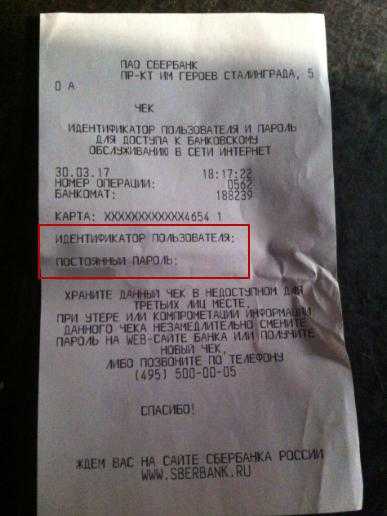 ПАО СБЕРБАНК
ПР-КТ ИМ ГЕРОЕВ СТАЛИНГРАДА, 5
0 А
ЧЕК
ИДЕНТИФИКАТОР ПОЛЬЗОВАТЕЛЯ И ПАРОЛЬ
ДЛЯ ДОСТУПА К БАНКОВСКОМУ
ОБСЛУЖИВАНИЮ В СЕТИ ИНТЕРНЕТ
30.03.17 18:17:22
НОМЕР ОПЕРАЦИИ: 0562
БАНКОМАТ: 188239
КАРТА: XXXXXXXXXXXX4654 1
ИДЕНТИФИКАТОР ПОЛЬЗОВАТЕЛЯ:
ПОСТОЯННЫЙ ПАРОЛЬ:
ХРАНИТЕ ДАННЫЙ ЧЕК В НЕДОСТУПНОМ ДЛЯ
ТРЕТЬИХ ЛИЦ МЕСТЕ.
ПРИ УТЕРЕ ИЛИ КОМПРОМЕТАЦИИ ИНФОРМАЦИИ
ДАННОГО ЧЕКА НЕЗАМЕДЛИТЕЛЬНО СМЕНИТЕ
ПАРОЛЬ НА WEB-САЙТЕ БАНКА ИЛИ ПОЛУЧИТЕ
НОВЫЙ ЧЕК,
ЛИБО ПОЗВОНИТЕ ПО ТЕЛЕФОНУ
(495) 500-00-05
СПАСИБО!
ЖДЕМ ВАС НА САЙТЕ СБЕРБАНКА РОССИИ
WWW.SBERBANK.RU